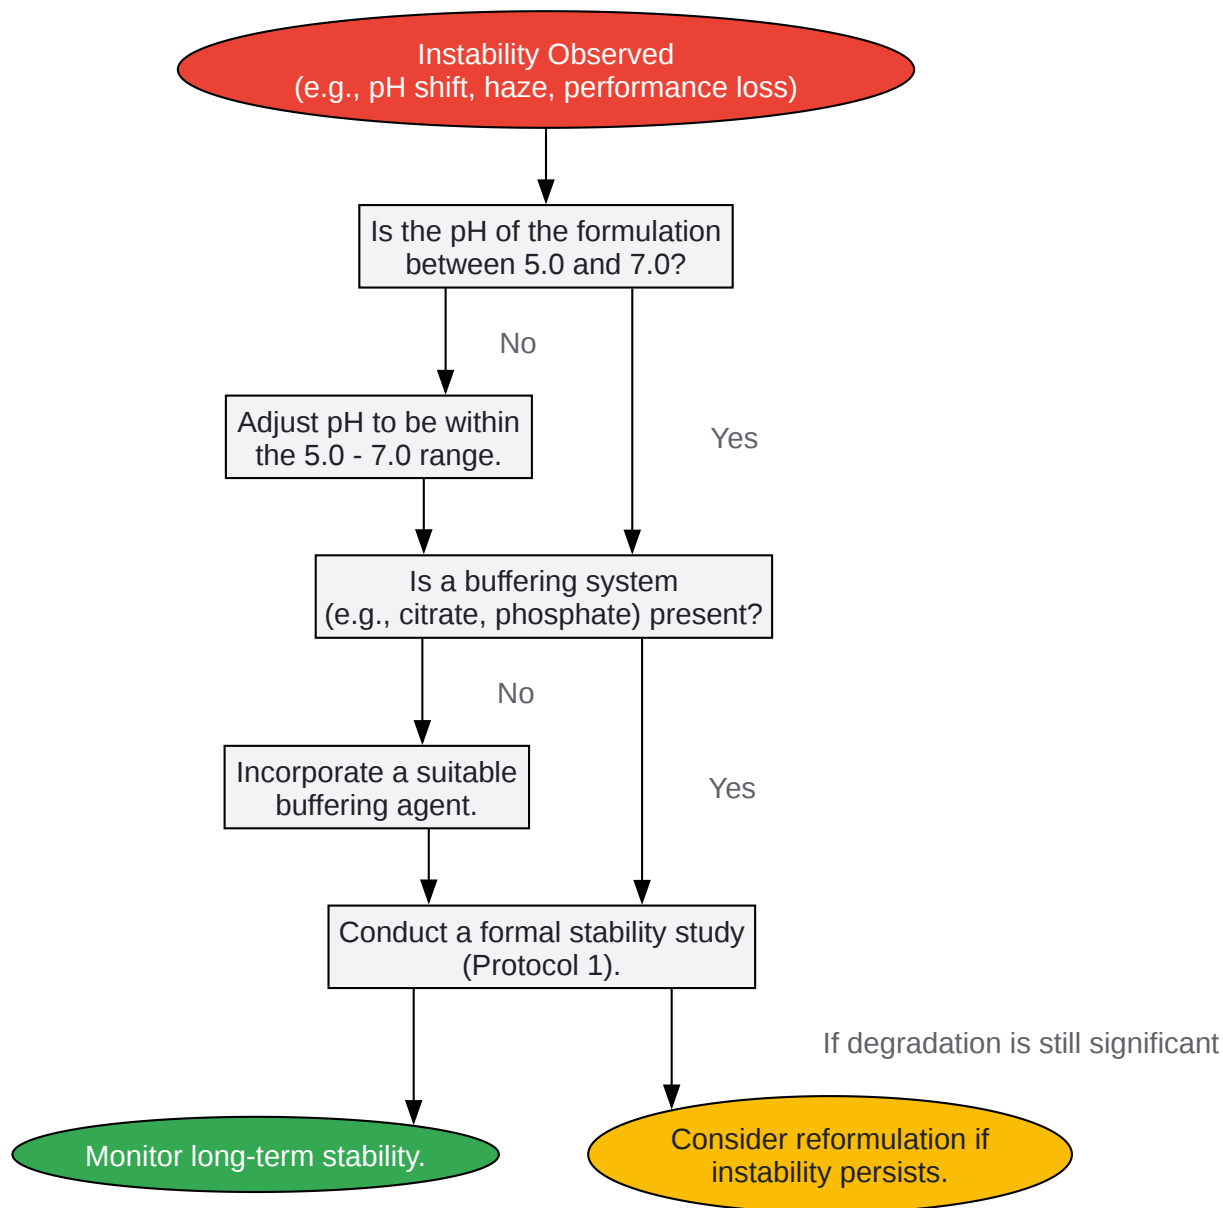 Instability Observed
(e.g., pH shift, haze, performance loss)
Is the pH of the formulation
between 5.0 and 7.0?
No
Adjust pH to be within
the 5.0 - 7.0 range.
Yes
Is a buffering system
(e.g., citrate, phosphate) present?
No
Incorporate a suitable
buffering agent.
Yes
Conduct a formal stability study
(Protocol 1).
If degradation is still significant
Monitor long-term stability.
Consider reformulation if
instability persists.